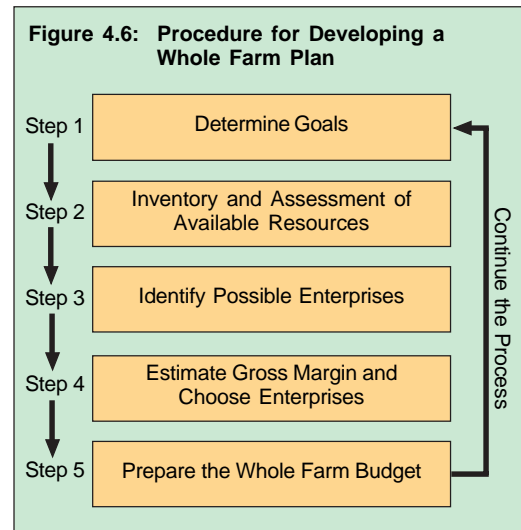 Figure 4.6: Procedure for Developing a
Whole Farm Plan
Step 1
Determine Goals
Step 2
Inventory and Assessment of
Available Resources
Step 3
Identify Possible Enterprises
Step 4
Estimate Gross Margin and
Choose Enterprises
Step 5
Prepare the Whole Farm Budget
Continue the Process